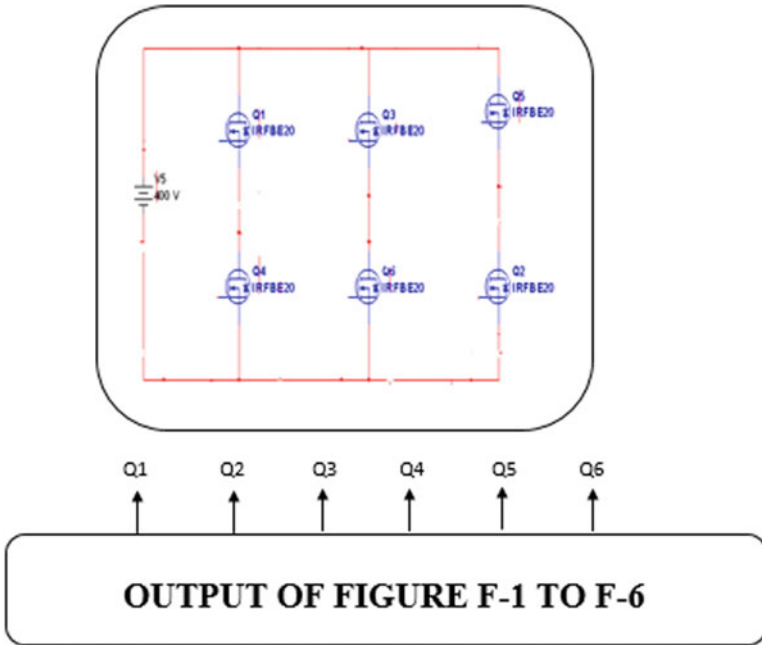 Q1
IRFBE20
Q3
IRFBE20
Q5
IRFBE20
V5
400 V
Q4
IRFBE20
Q6
IRFBE20
Q2
IRFBE20
Q1 Q2 Q3 Q4 Q5 Q6
OUTPUT OF FIGURE F-1 TO F-6